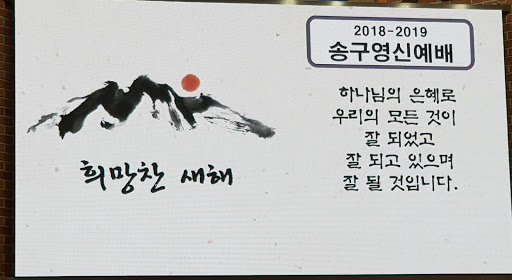 2018-2019
송구영신예배
희망찬 새해
하나님의 은혜로
우리의 모든 것이
잘 되었고
잘 되고 있으며
잘 될 것입니다.